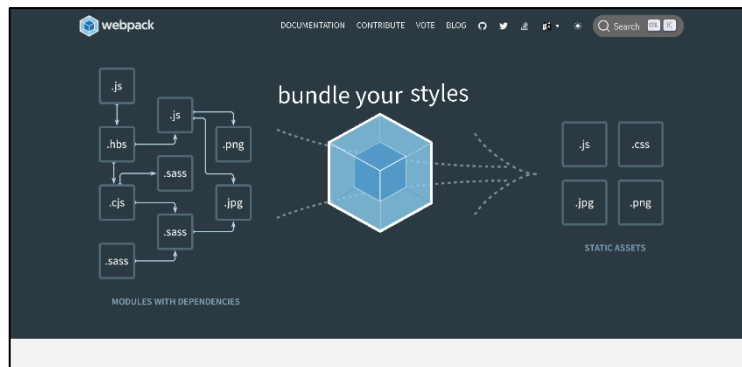 webpack
DOCUMENTATION CONTRIBUTE VOTE BLOG
Search K
bundle your styles
.js
.js
.hbs
.png
.sass
.cjs
.jpg
.sass
.sass
MODULES WITH DEPENDENCIES
.js .css
.jpg .png
STATIC ASSETS